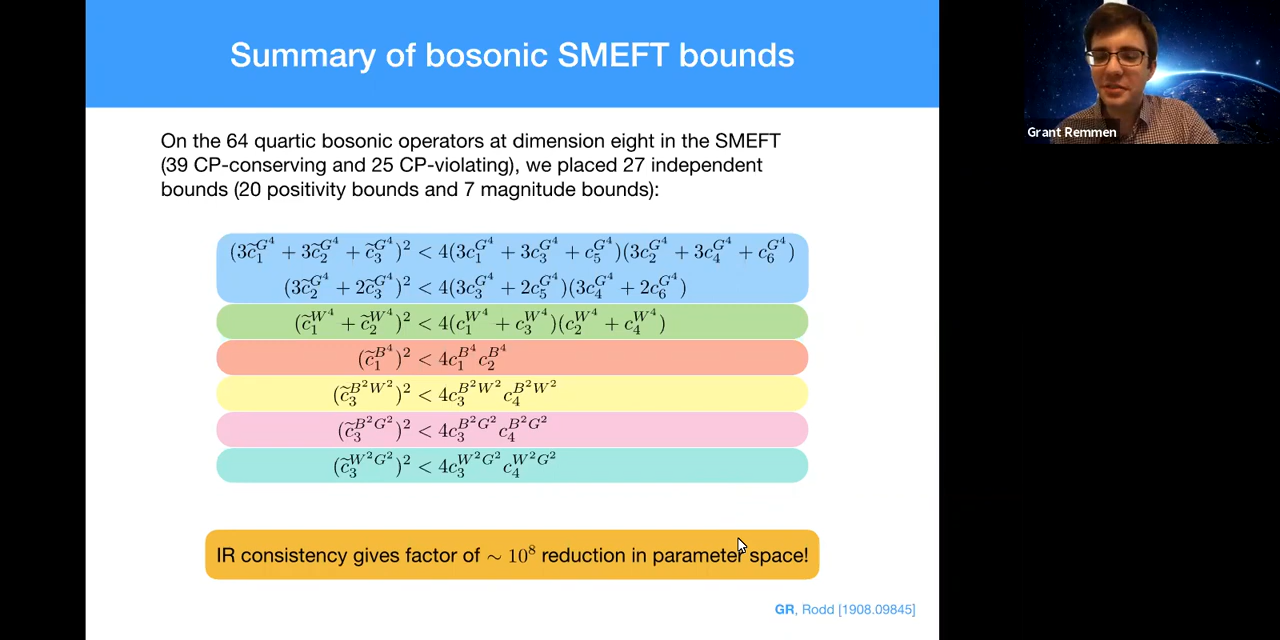 Summary of bosonic SMEFT bounds
Grant Remmen
On the 64 quartic bosonic operators at dimension eight in the SMEFT
(39 CP-conserving and 25 CP-violating), we placed 27 independent
bounds (20 positivity bounds and 7 magnitude bounds):
(3c̃₁^{G⁴} + 3c̃₂^{G⁴} + c̃₃^{G⁴})² < 4(3c₁^{G⁴} + 3c₃^{G⁴} + c₅^{G⁴})(3c₂^{G⁴} + 3c₄^{G⁴} + c₆^{G⁴})
(3c̃₂^{G⁴} + 2c̃₃^{G⁴})² < 4(3c₃^{G⁴} + 2c₅^{G⁴})(3c₄^{G⁴} + 2c₆^{G⁴})
(c̃₁^{W⁴} + c̃₂^{W⁴})² < 4(c₁^{W⁴} + c₃^{W⁴})(c₂^{W⁴} + c₄^{W⁴})
(c̃₁^{B⁴})² < 4c₁^{B⁴} c₂^{B⁴}
(c̃₃^{B²W²})² < 4c₃^{B²W²} c₄^{B²W²}
(c̃₃^{B²G²})² < 4c₃^{B²G²} c₄^{B²G²}
(c̃₃^{W²G²})² < 4c₃^{W²G²} c₄^{W²G²}
IR consistency gives factor of ∼ 10⁸ reduction in parameter space!
GR, Rodd [1908.09845]